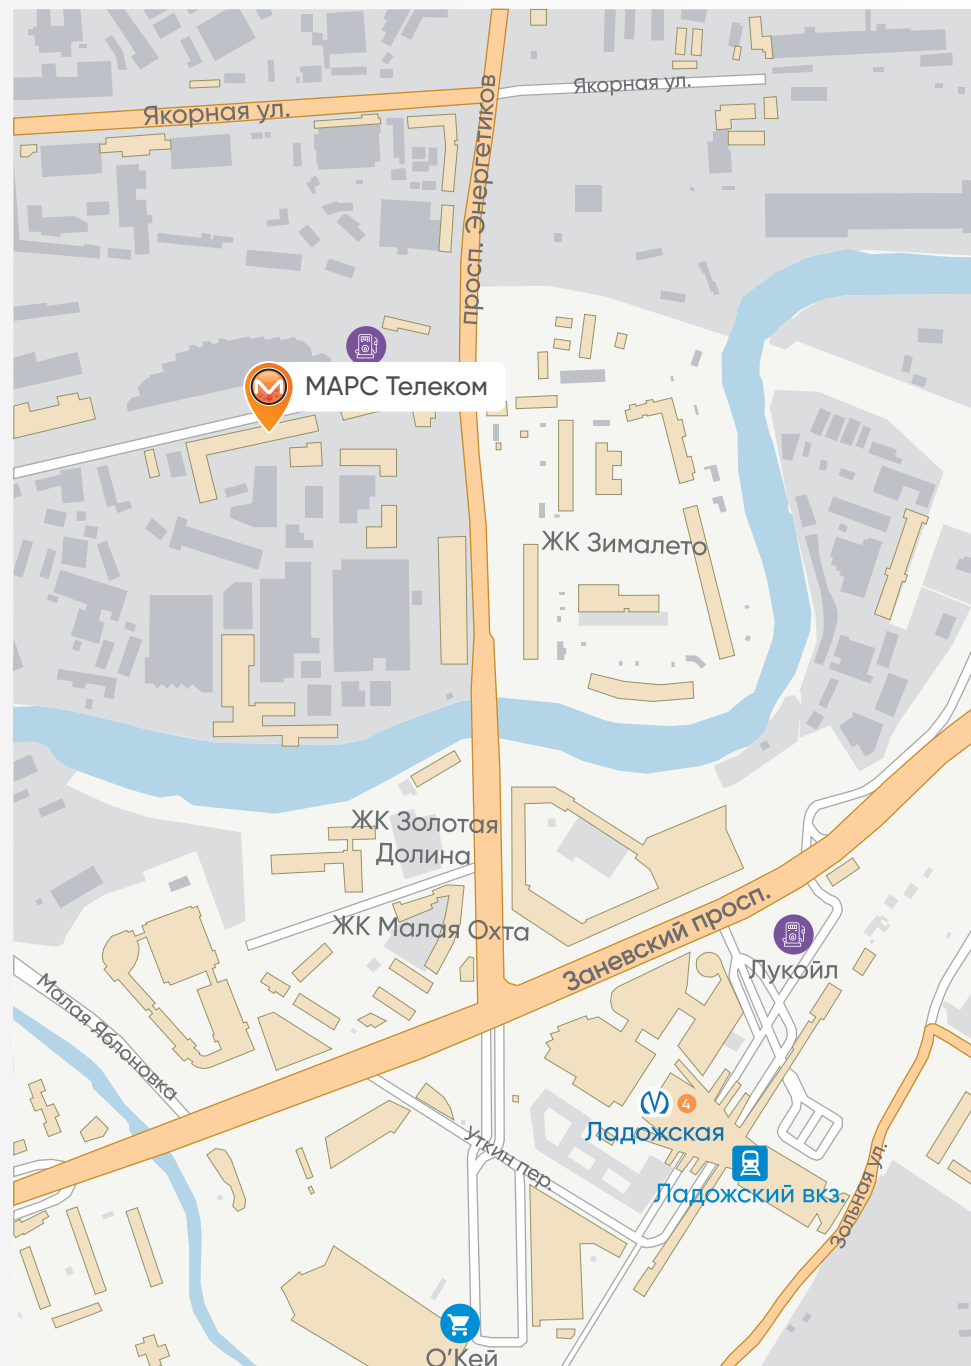 Якорная ул.
Якорная ул.
просп. Энергетиков
МАРС Телеком
ЖК Зималето
ЖК Золотая
Долина
ЖК Малая Охта
Заневский просп.
Лукойл
Малая Яблоновка
4
Ладожская
Уткин пер.
Ладожский вкз.
Зольная ул.
О'Кей